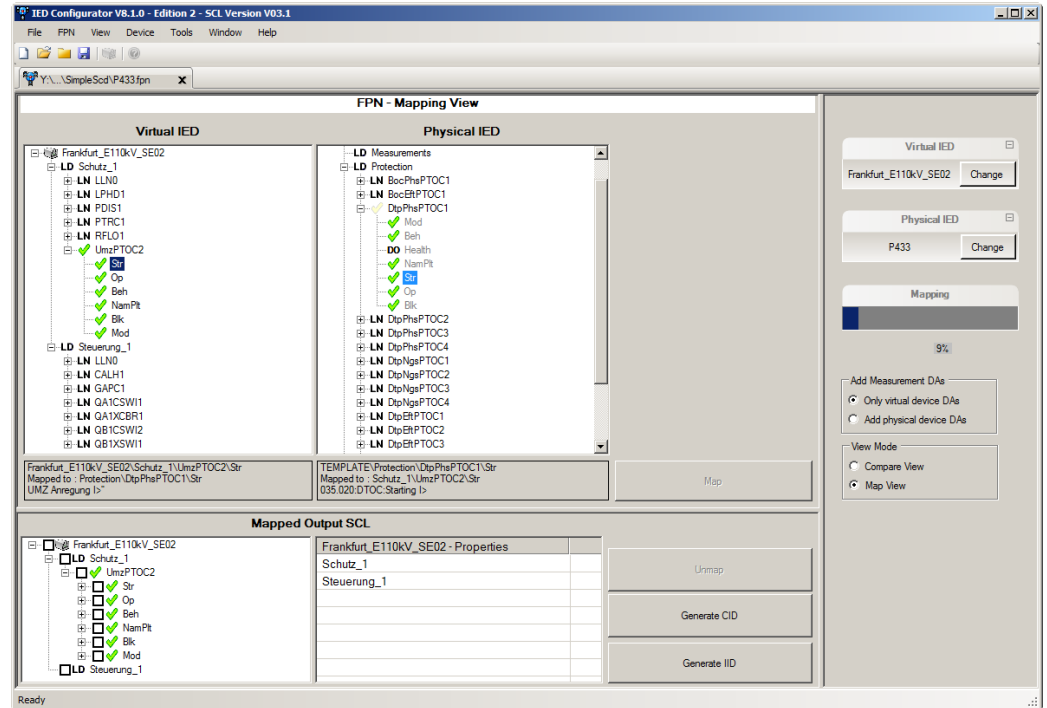 IED Configurator V8.1.0 - Edition 2 - SCL Version V03.1
File FPN View Device Tools Window Help
Y:\...\SimpleScd\P433.fpn X
FPN - Mapping View
Virtual IED
Frankfurt_E110kV_SE02
LD Schutz_1
LN LLN0
LN LPHD1
LN PDIS1
LN PTRC1
LN RFLO1
UmzPTOC2
Str
Op
Beh
NamPlt
Blk
Mod
LD Steuerung_1
LN LLN0
LN CALH1
LN GAPC1
LN QA1CSWI1
LN QA1XCBR1
LN QB1CSWI2
LN QB1XSWI1
Frankfurt_E110kV_SE02\Schutz_1\UmzPTOC2\Str
Mapped to : Protection\DtpPhsPTOC1\Str
UMZ Anregung I>"
Physical IED
LD Measurements
LD Protection
LN BocPhsPTOC1
LN BocEftPTOC1
DtpPhsPTOC1
Mod
Beh
DO Health
NamPlt
Str
Op
Blk
LN DtpPhsPTOC2
LN DtpPhsPTOC3
LN DtpPhsPTOC4
LN DtpNgsPTOC1
LN DtpNgsPTOC2
LN DtpNgsPTOC3
LN DtpNgsPTOC4
LN DtpEftPTOC1
LN DtpEftPTOC2
LN DtpEftPTOC3
TEMPLATE\Protection\DtpPhsPTOC1\Str
Mapped to : Schutz_1\UmzPTOC2\Str
035.020:DTOC:Starting I>
Map
Virtual IED
Frankfurt_E110kV_SE02 Change
Physical IED
P433 Change
Mapping
9%
Add Measurement DAs
Only virtual device DAs
Add physical device DAs
View Mode
Compare View
Map View
Mapped Output SCL
Frankfurt_E110kV_SE02
LD Schutz_1
UmzPTOC2
Str
Op
Beh
NamPlt
Blk
Mod
LD Steuerung_1
Frankfurt_E110kV_SE02 - Properties
Schutz_1
Steuerung_1
Unmap
Generate CID
Generate IID
Ready